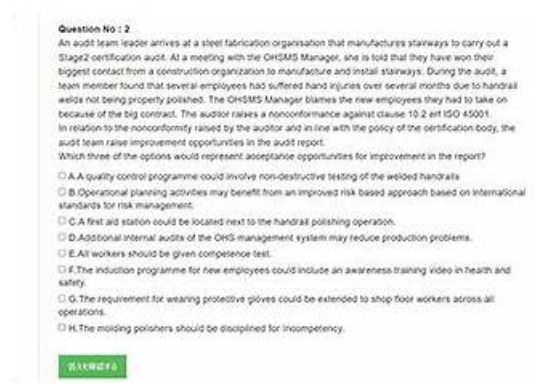 Question No : 2
An audit team leader arrives at a steel fabrication organisation that manufactures stairways to carry out a
Stage2 certification audit. At a meeting with the OHSMS Manager, she is told that they have won their
biggest contact from a construction organization to manufacture and install stairways. During the audit, a
team member found that several employees had suffered hand injuries over several months due to handrail
welds not being properly polished. The OHSMS Manager blames the new employees they had to take on
because of the big contract. The auditor raises a nonconformance against clause 10.2 erf ISO 45001.
In relation to the nonconformity raised by the auditor and in line with the policy of the certification body, the
audit team raise improvement opportunities in the audit report.
Which three of the options would represent acceptance opportunities for improvement in the report?
A.A quality control programme could involve non-destructive testing of the welded handrails
B.Operational planning activities may benefit from an improved risk based approach based on International
standards for risk management.
C.A first aid station could be located next to the handrail polishing operation.
D.Additional internal audits of the OHS management system may reduce production problems.
E.All workers should be given competence test.
F.The induction programme for new employees could include an awareness training video in health and
safety.
G.The requirement for wearing protective gloves could be extended to shop floor workers across all
operations.
H.The molding polishers should be disciplined for incompetency.